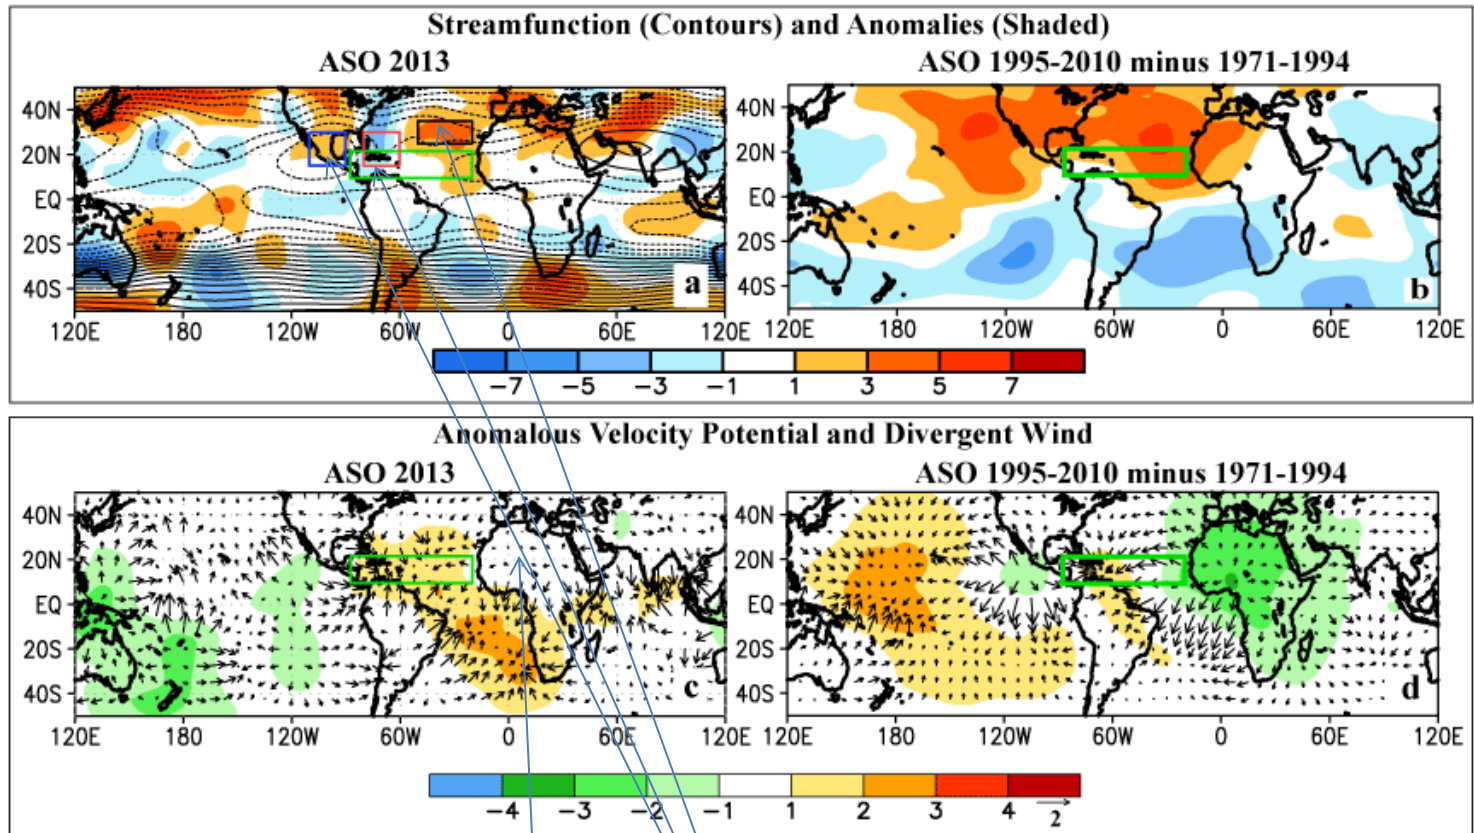 Streamfunction (Contours) and Anomalies (Shaded)
ASO 2013
ASO 1995-2010 minus 1971-1994
40N
20N
EQ
20S
40S
a
120E 180 120W 60W 0 60E 120E
40N
20N
EQ
20S
40S
b
120E 180 120W 60W 0 60E 120E
−7 −5 −3 −1 1 3 5 7
Anomalous Velocity Potential and Divergent Wind
ASO 2013
ASO 1995-2010 minus 1971-1994
40N
20N
EQ
20S
40S
c
120E 180 120W 60W 0 60E 120E
40N
20N
EQ
20S
40S
d
120E 180 120W 60W 0 60E 120E
−4 −3 −2 −1 1 2 3 4
2